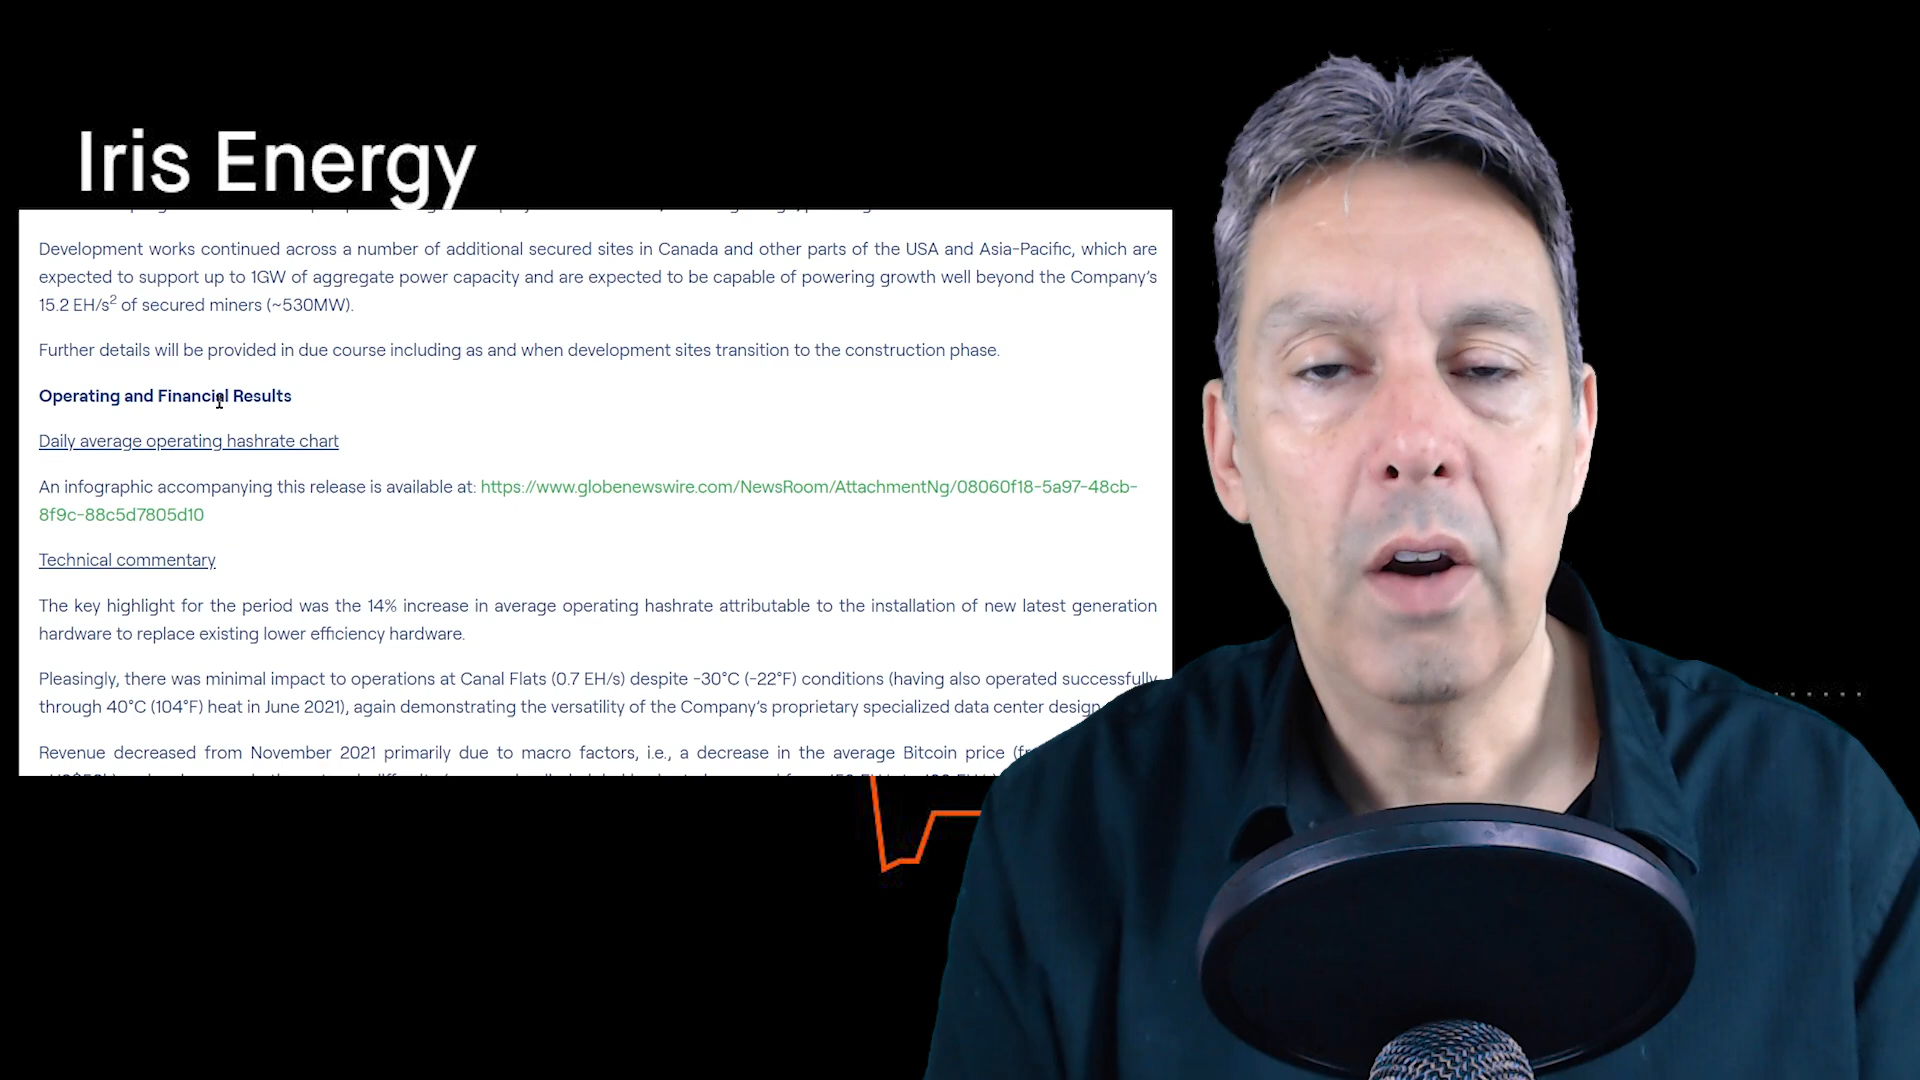 Iris Energy
Development works continued across a number of additional secured sites in Canada and other parts of the USA and Asia-Pacific, which are
expected to support up to 1GW of aggregate power capacity and are expected to be capable of powering growth well beyond the Company's
15.2 EH/s² of secured miners (~530MW).
Further details will be provided in due course including as and when development sites transition to the construction phase.
Operating and Financial Results
Daily average operating hashrate chart
An infographic accompanying this release is available at: https://www.globenewswire.com/NewsRoom/AttachmentNg/08060f18-5a97-48cb-
8f9c-88c5d7805d10
Technical commentary
The key highlight for the period was the 14% increase in average operating hashrate attributable to the installation of new latest generation
hardware to replace existing lower efficiency hardware.
Pleasingly, there was minimal impact to operations at Canal Flats (0.7 EH/s) despite -30°C (-22°F) conditions (having also operated successfully
through 40°C (104°F) heat in June 2021), again demonstrating the versatility of the Company's proprietary specialized data center design
Revenue decreased from November 2021 primarily due to macro factors, i.e., a decrease in the average Bitcoin price